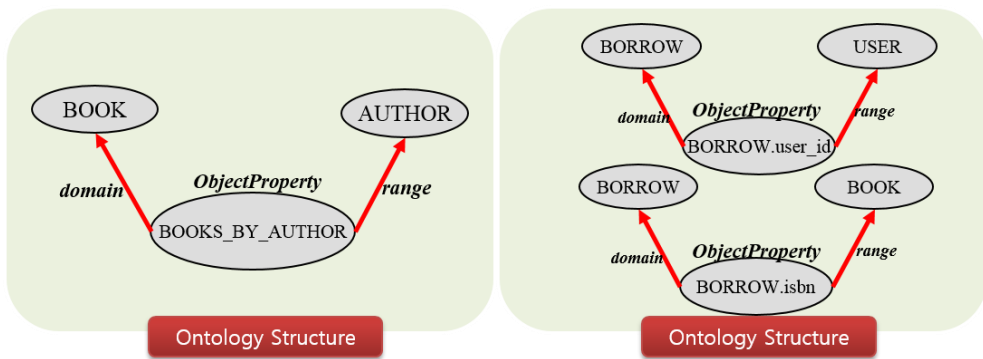 BOOK
AUTHOR
domain
ObjectProperty
range
BOOKS_BY_AUTHOR
Ontology Structure
BORROW
USER
domain
ObjectProperty
range
BORROW.user_id
BORROW
BOOK
domain
ObjectProperty
range
BORROW.isbn
Ontology Structure